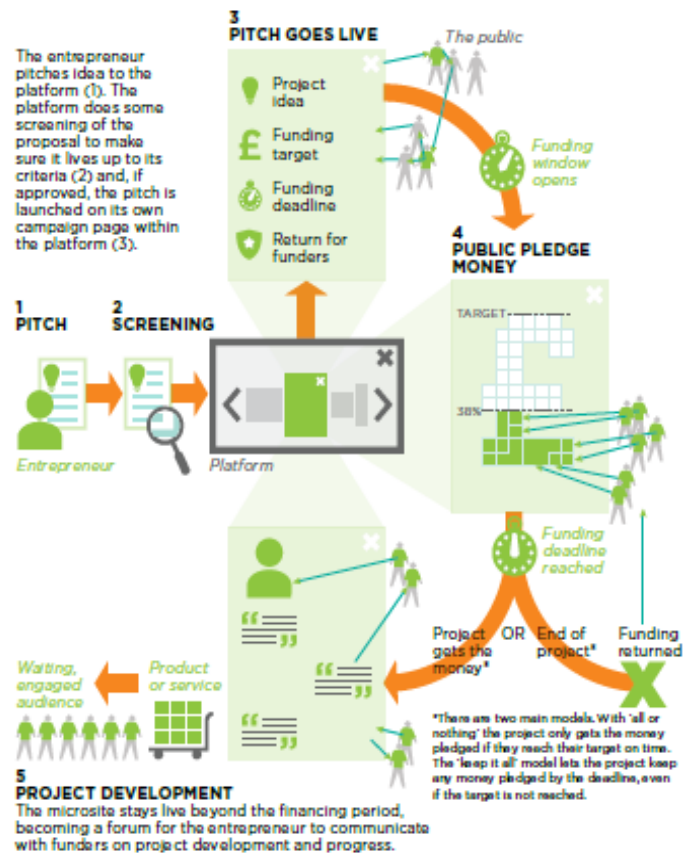 The entrepreneur
pitches idea to the
platform (1). The
platform does some
screening of the
proposal to make
sure it lives up to its
criteria (2) and, if
approved, the pitch is
launched on its own
campaign page within
the platform (3).
3
PITCH GOES LIVE
The public
Project
idea
£ Funding
target
Funding
deadline
Return for
funders
Funding
window
opens
1
PITCH
2
SCREENING
Entrepreneur
Platform
4
PUBLIC PLEDGE
MONEY
TARGET
38%
Funding
deadline
reached
Project
gets the
money*
OR
End of
project*
Funding
returned
*There are two main models. With 'all or
nothing' the project only gets the money
pledged if they reach their target on time.
The 'keep it all' model lets the project keep
any money pledged by the deadline, even
if the target is not reached.
Waiting,
engaged
audience
Product
or service
5
PROJECT DEVELOPMENT
The microsite stays live beyond the financing period,
becoming a forum for the entrepreneur to communicate
with funders on project development and progress.